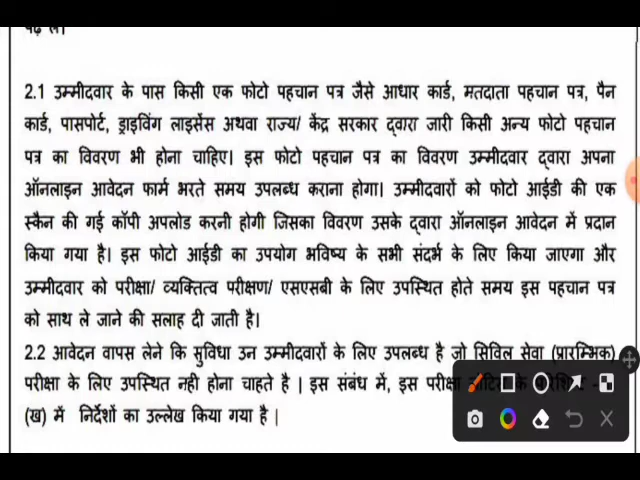 पढ़ लें।
2.1 उम्मीदवार के पास किसी एक फोटो पहचान पत्र जैसे आधार कार्ड, मतदाता पहचान पत्र, पैन
कार्ड, पासपोर्ट, ड्राइविंग लाइसेंस अथवा राज्य/ केंद्र सरकार द्वारा जारी किसी अन्य फोटो पहचान
पत्र का विवरण भी होना चाहिए। इस फोटो पहचान पत्र का विवरण उम्मीदवार द्वारा अपना
ऑनलाइन आवेदन फार्म भरते समय उपलब्ध कराना होगा। उम्मीदवारों को फोटो आईडी की एक
स्कैन की गई कॉपी अपलोड करनी होगी जिसका विवरण उसके द्वारा ऑनलाइन आवेदन में प्रदान
किया गया है। इस फोटो आईडी का उपयोग भविष्य के सभी संदर्भ के लिए किया जाएगा और
उम्मीदवार को परीक्षा/ व्यक्तित्व परीक्षण/ एसएसबी के लिए उपस्थित होते समय इस पहचान पत्र
को साथ ले जाने की सलाह दी जाती है।
2.2 आवेदन वापस लेने कि सुविधा उन उम्मीदवारों के लिए उपलब्ध है जो सिविल सेवा (प्रारम्भिक)
परीक्षा के लिए उपस्थित नही होना चाहते है | इस संबंध में, इस परीक्षा
(ख) में निर्देशों का उल्लेख किया गया है |